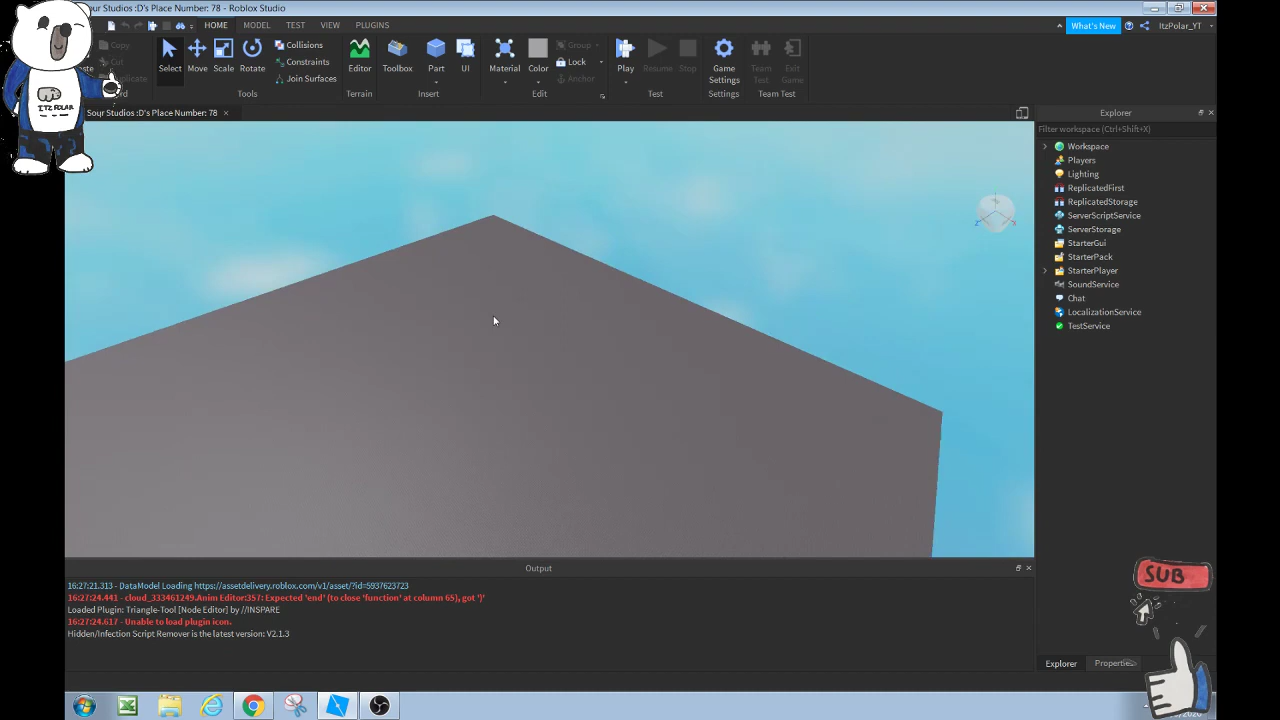 Sour Studios :D's Place Number: 78 - Roblox Studio
HOME MODEL TEST VIEW PLUGINS
What's New
ItzPolar_YT
Copy
Cut
Duplicate
Select Move Scale Rotate
Collisions
Constraints
Join Surfaces
Tools
Editor
Terrain
Toolbox Part UI
Insert
Material Color
Group
Lock
Anchor
Edit
Play Resume Stop
Test
Game Settings
Settings
Team Test
Exit Game
Team Test
ITZ POLAR
Sour Studios :D's Place Number: 78
Explorer
Filter workspace (Ctrl+Shift+X)
Workspace
Players
Lighting
ReplicatedFirst
ReplicatedStorage
ServerScriptService
ServerStorage
StarterGui
StarterPack
StarterPlayer
SoundService
Chat
LocalizationService
TestService
Output
16:27:21.313 - DataModel Loading https://assetdelivery.roblox.com/v1/asset/?id=5937623723
16:27:24.441 - cloud_333461249.Anim Editor:357: Expected 'end' (to close 'function' at column 65), got ')'
Loaded Plugin: Triangle-Tool [Node Editor] by //INSPARE
16:27:24.617 - Unable to load plugin icon.
Hidden/Infection Script Remover is the latest version: V2.1.3
SUB
Explorer Properties